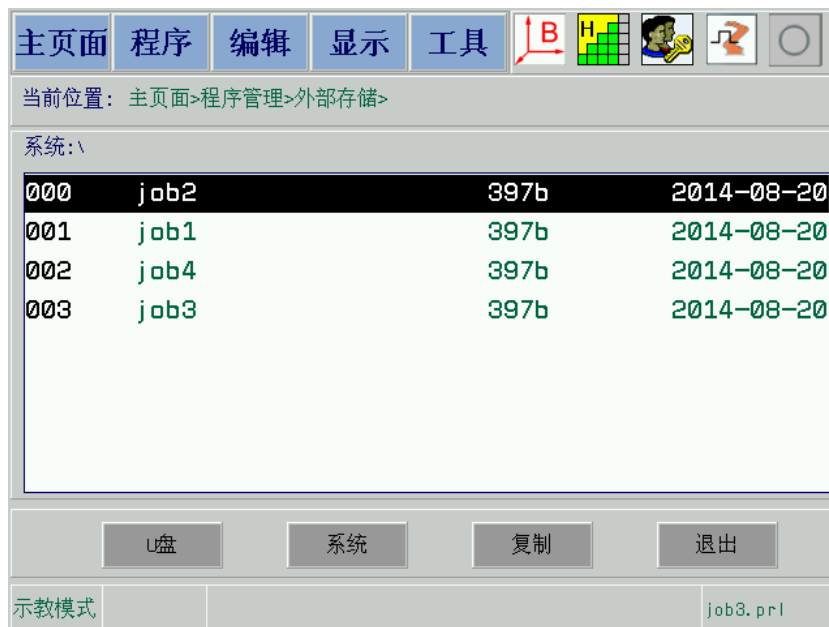 主页面 程序 编辑 显示 工具 B H
当前位置: 主页面>程序管理>外部存储>
系统:\
000 job2 397b 2014-08-20
001 job1 397b 2014-08-20
002 job4 397b 2014-08-20
003 job3 397b 2014-08-20
U盘 系统 复制 退出
示教模式 job3.prl